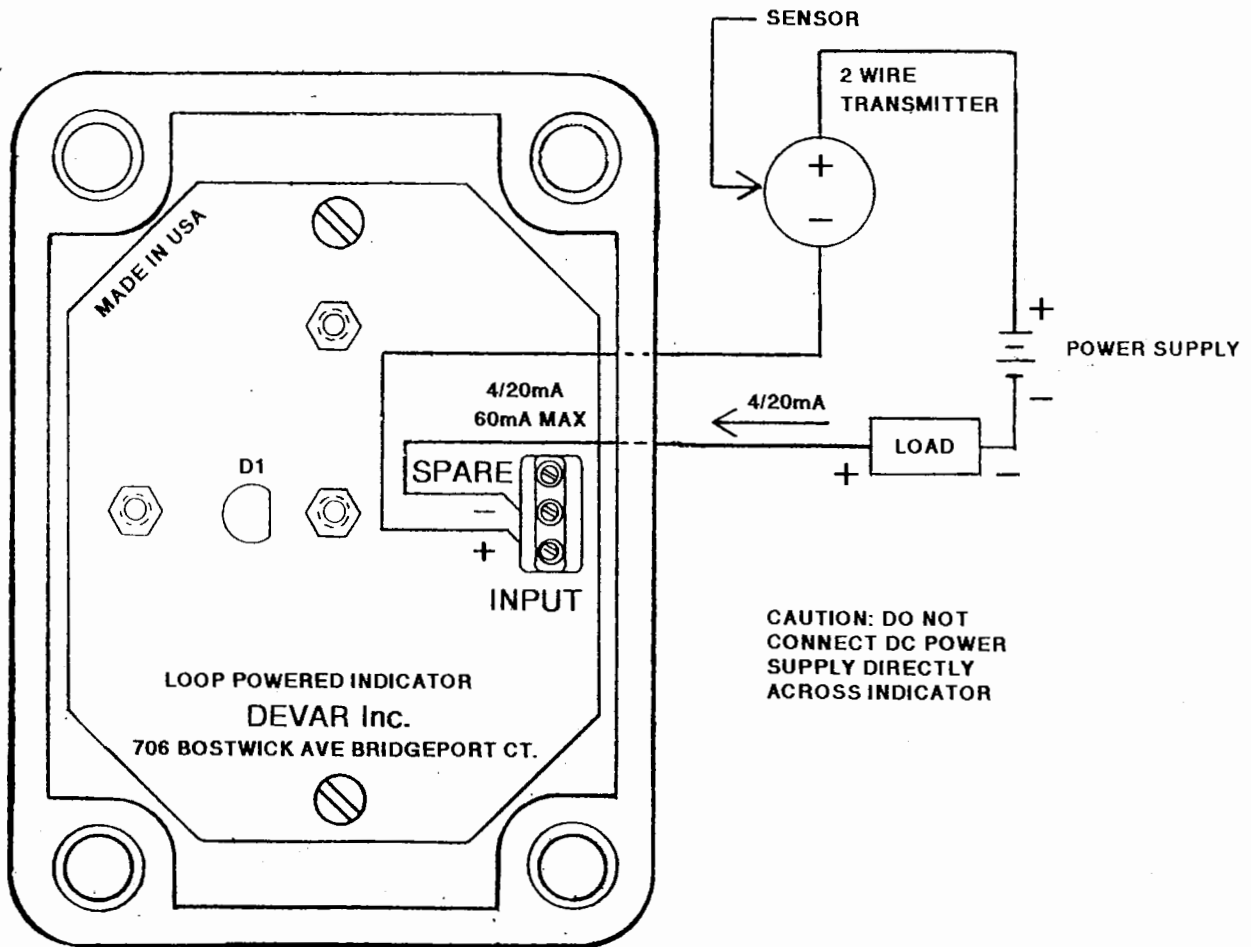 SENSOR
2 WIRE
TRANSMITTER
+
−
MADE IN USA
+
POWER SUPPLY
−
4/20mA
60mA MAX
4/20mA
LOAD
+
−
D1
SPARE
−
+
INPUT
CAUTION: DO NOT
CONNECT DC POWER
SUPPLY DIRECTLY
ACROSS INDICATOR
LOOP POWERED INDICATOR
DEVAR Inc.
706 BOSTWICK AVE BRIDGEPORT CT.